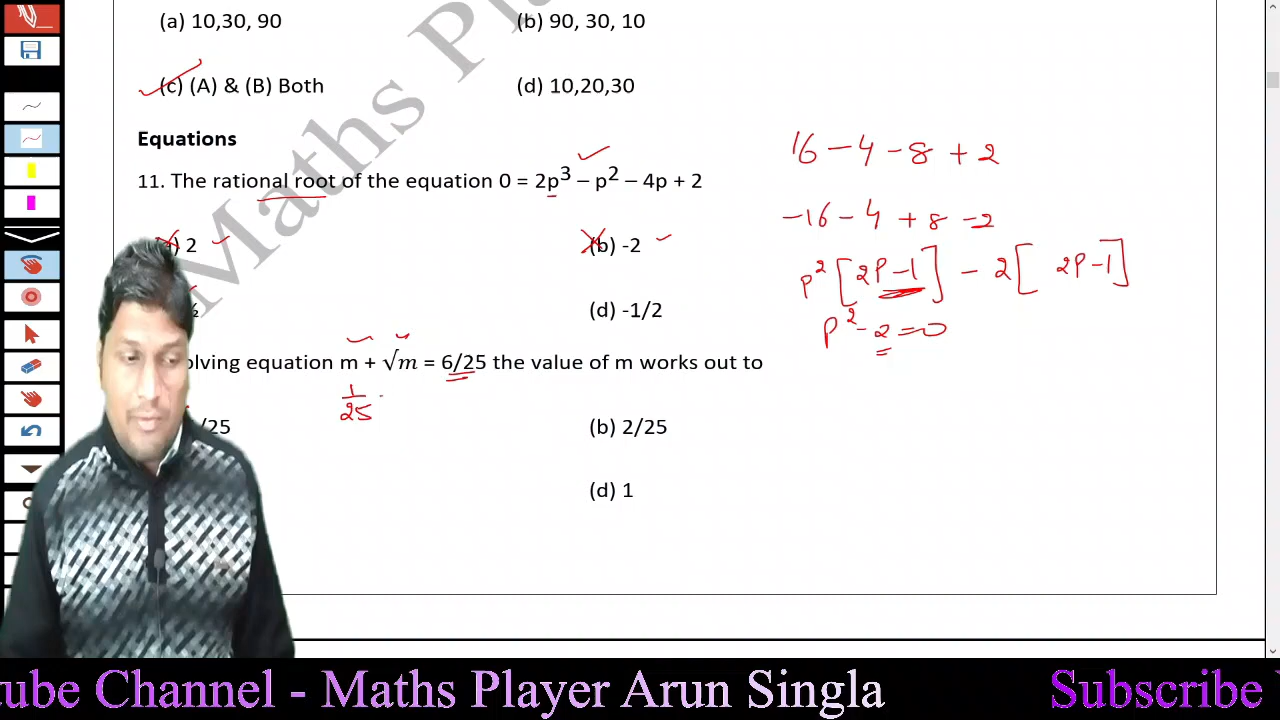 (a) 10,30, 90
(b) 90, 30, 10
(c) (A) & (B) Both
(d) 10,20,30
Equations
16 - 4 - 8 + 2
11. The rational root of the equation 0 = 2p³ – p² – 4p + 2
-16 - 4 + 8 - 2
2
(b) -2
p² [2p - 1] - 2 [2p - 1]
(d) -1/2
p² - 2 = 0
olving equation m + √m = 6/25 the value of m works out to
1/25
/25
(b) 2/25
(d) 1
Maths Pl
tube Channel - Maths Player Arun Singla
Subscribe